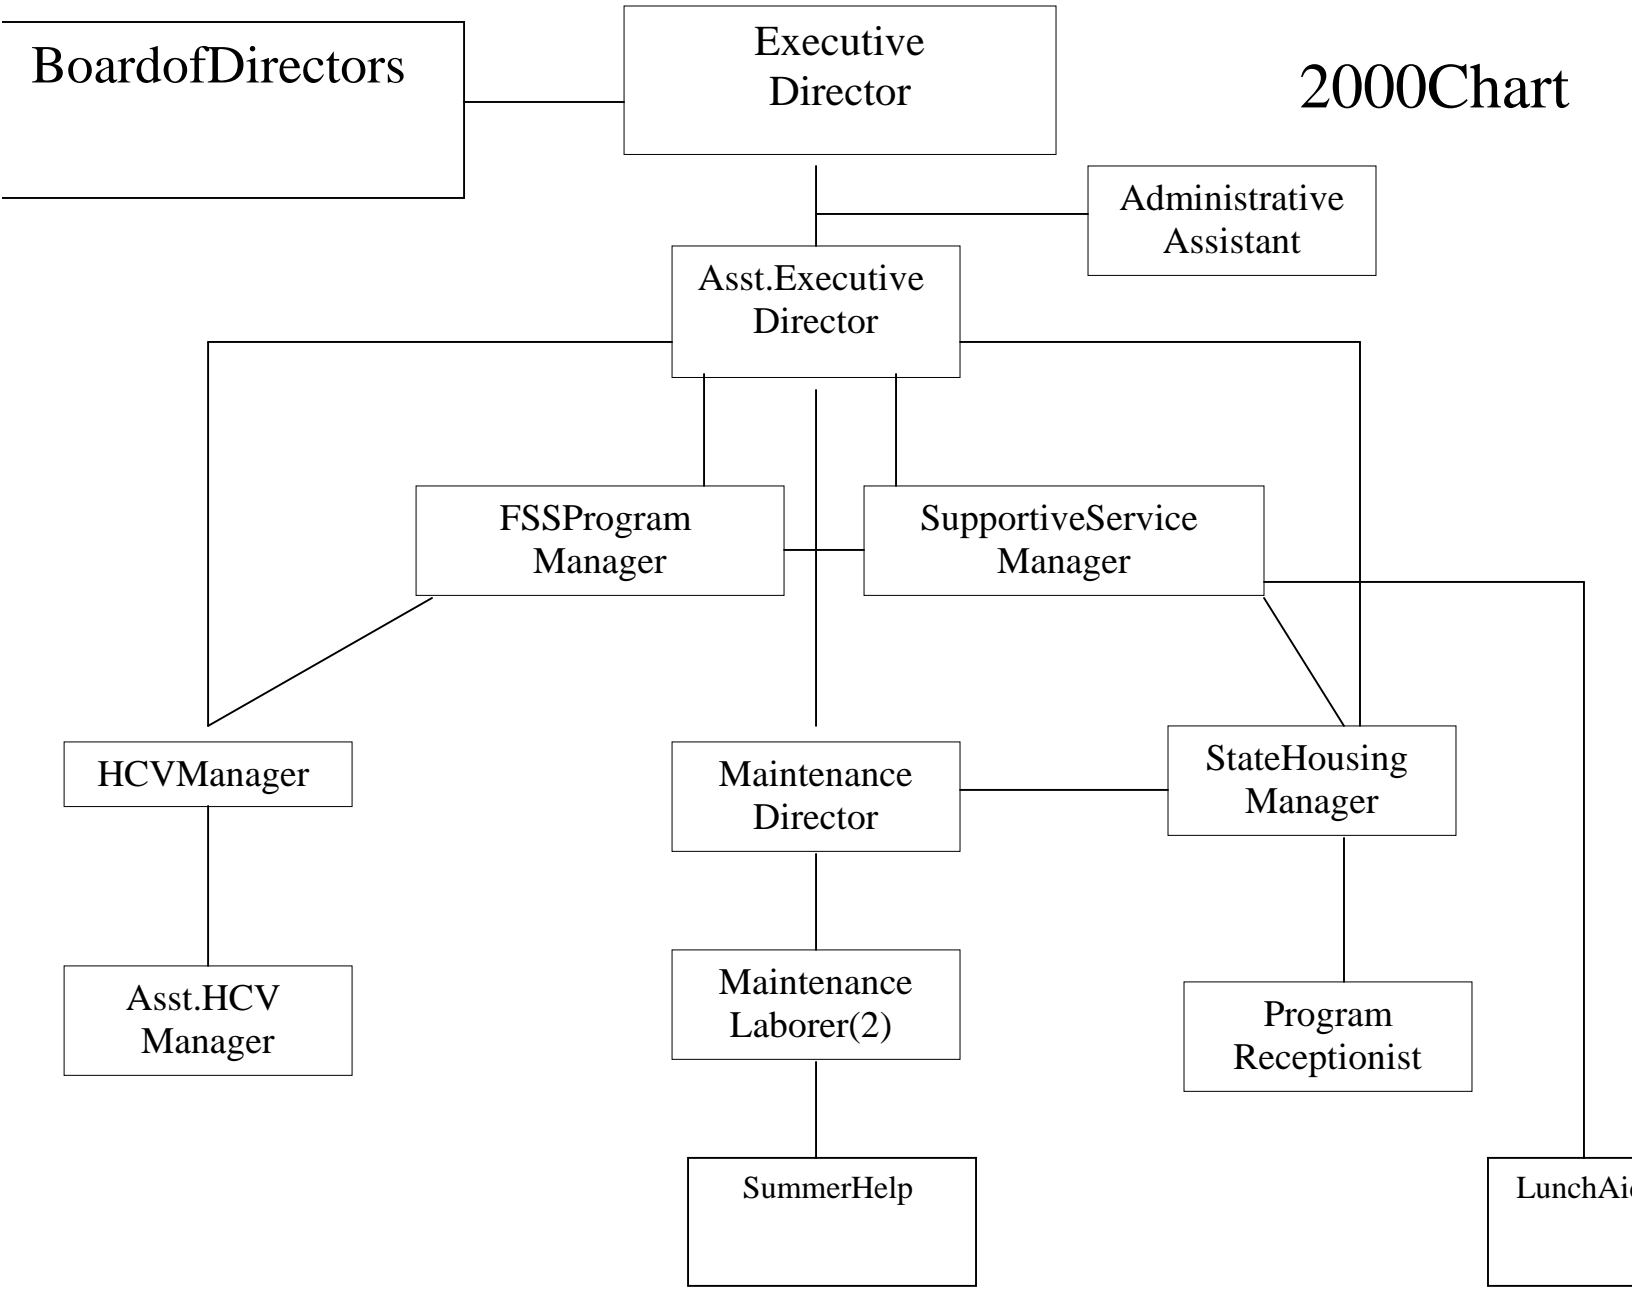 BoardofDirectors
Executive
Director
2000Chart
Administrative
Assistant
Asst.Executive
Director
FSSProgram
Manager
SupportiveService
Manager
HCVManager
Maintenance
Director
StateHousing
Manager
Asst.HCV
Manager
Maintenance
Laborer(2)
Program
Receptionist
SummerHelp